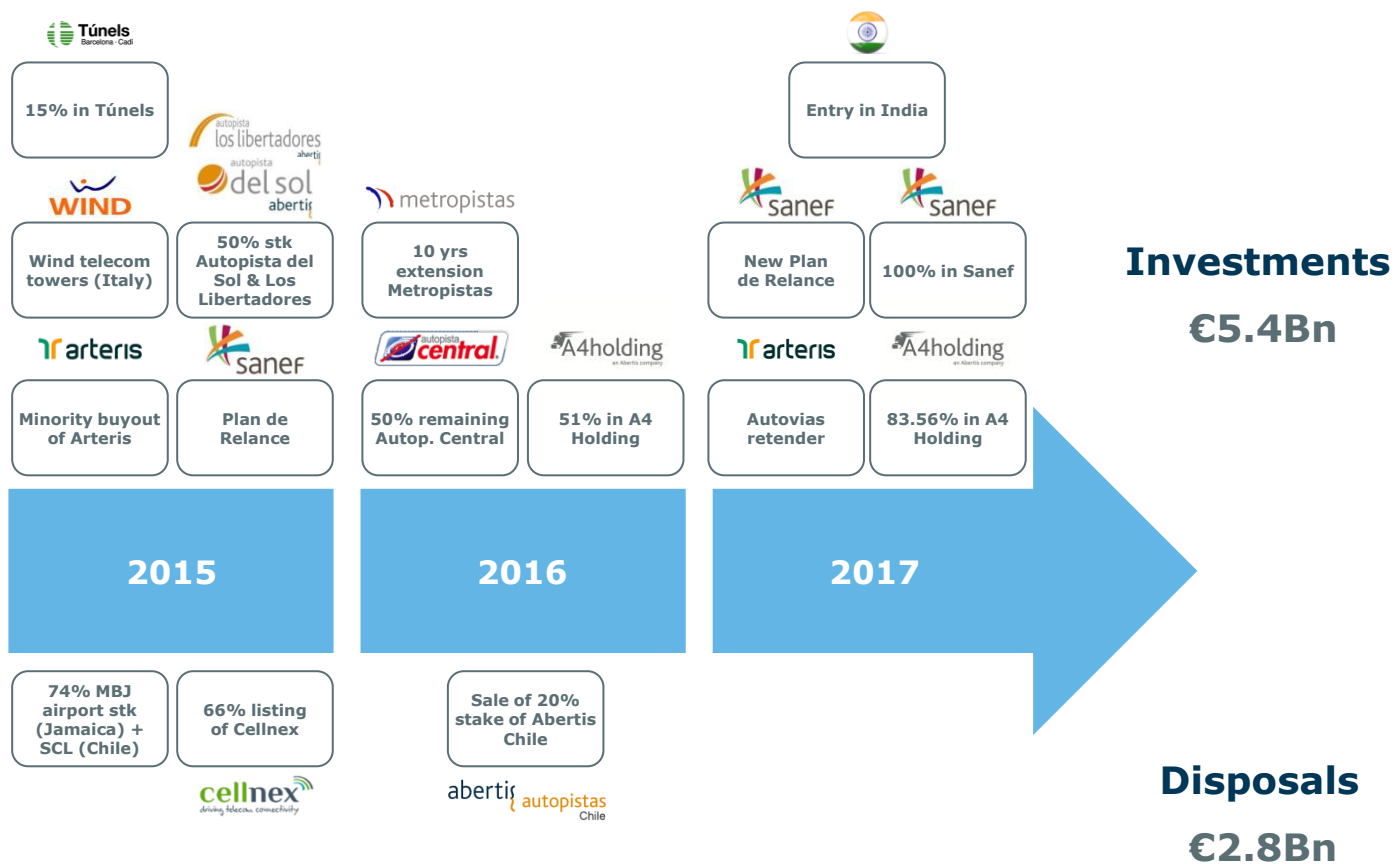 Túnels
Barcelona · Cadí
15% in Túnels
Entry in India
autopista
los libertadores
abertis
autopista
del sol
abertis
WIND
metropistas
sanef
sanef
Wind telecom
towers (Italy)
50% stk
Autopista del
Sol & Los
Libertadores
10 yrs
extension
Metropistas
New Plan
de Relance
100% in Sanef
Investments
€5.4Bn
arteris
sanef
autopista
central.
A4holding
an Abertis company
arteris
A4holding
an Abertis company
Minority buyout
of Arteris
Plan de
Relance
50% remaining
Autop. Central
51% in A4
Holding
Autovias
retender
83.56% in A4
Holding
2015
2016
2017
74% MBJ
airport stk
(Jamaica) +
SCL (Chile)
66% listing
of Cellnex
Sale of 20%
stake of Abertis
Chile
cellnex
driving telecom connectivity
abertis autopistas
Chile
Disposals
€2.8Bn